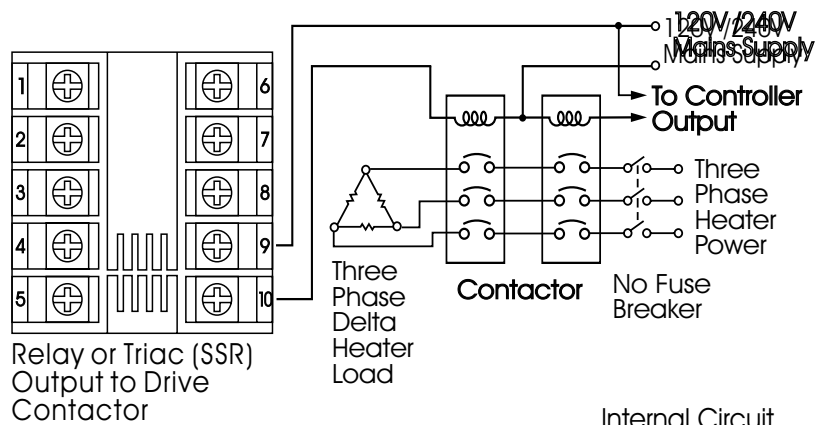 120V /240V
Mains Supply
To Controller
Output
1
2
3
4
5
6
7
8
9
10
Three
Phase
Heater
Power
Three
Phase
Delta
Heater
Load
Contactor
No Fuse
Breaker
Relay or Triac (SSR)
Output to Drive
Contactor
Internal Circuit